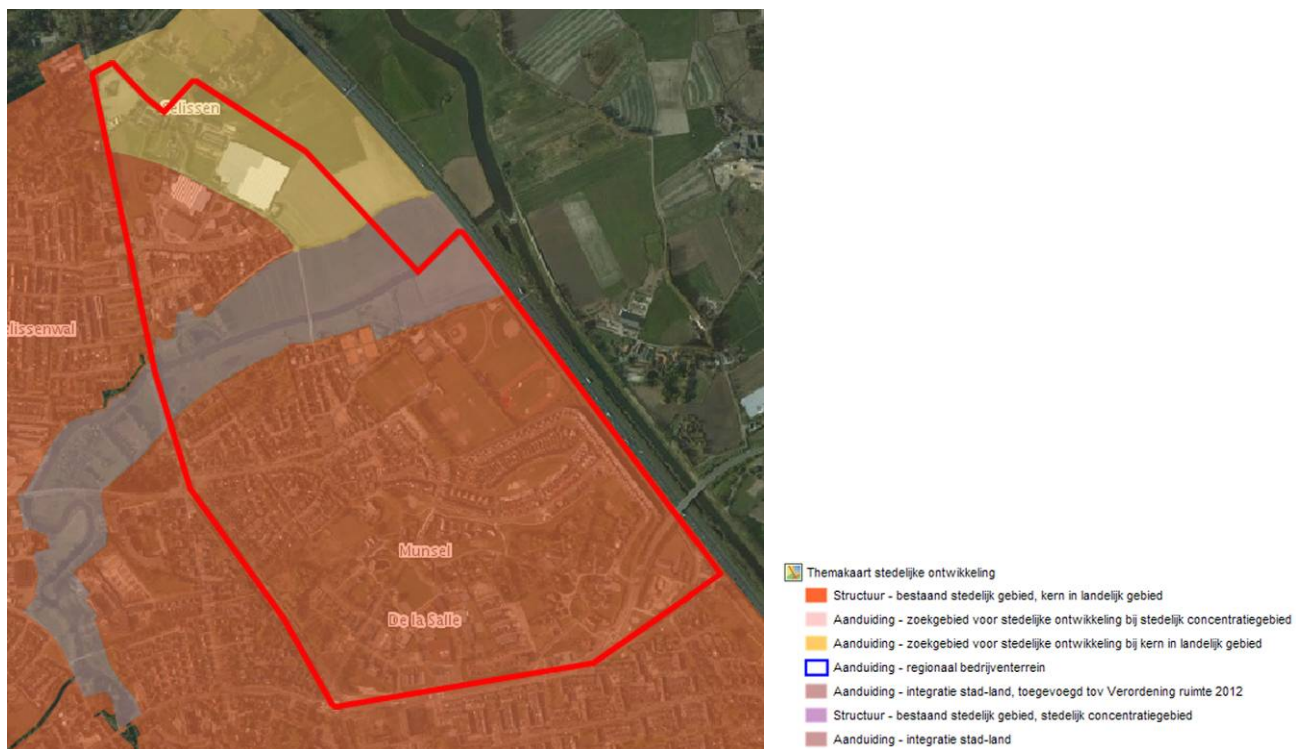 Selissen
elissenwal
Munsel
De la Salle
Themakaart stedelijke ontwikkeling
Structuur - bestaand stedelijk gebied, kern in landelijk gebied
Aanduiding - zoekgebied voor stedelijke ontwikkeling bij stedelijk concentratiegebied
Aanduiding - zoekgebied voor stedelijke ontwikkeling bij kern in landelijk gebied
Aanduiding - regionaal bedrijventerrein
Aanduiding - integratie stad-land, toegevoegd tov Verordening ruimte 2012
Structuur - bestaand stedelijk gebied, stedelijk concentratiegebied
Aanduiding - integratie stad-land